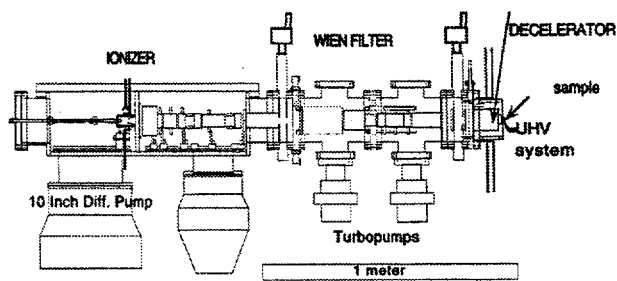 WIEN FILTER
DECELERATOR
IONIZER
sample
UHV
system
10 Inch Diff. Pump
Turbopumps
1 meter